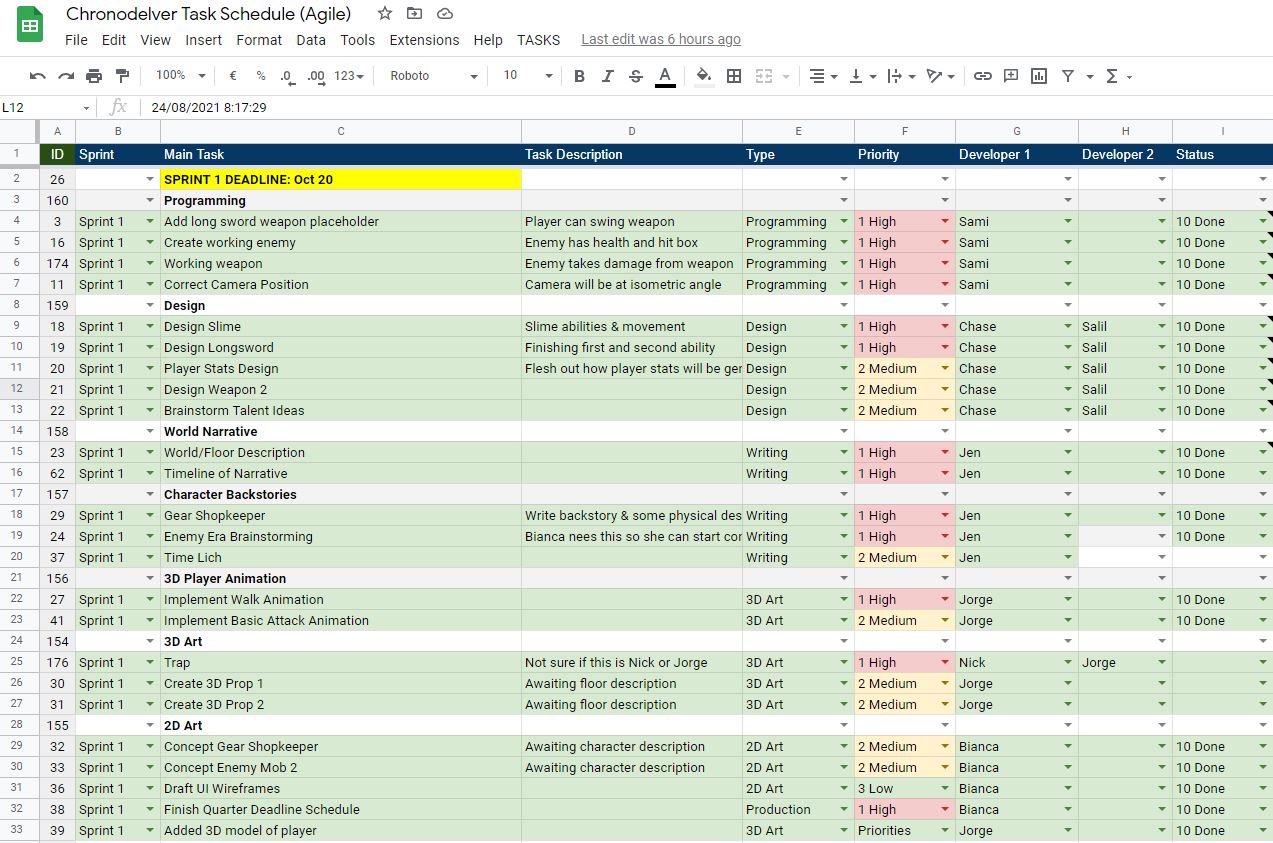 Chronodelver Task Schedule (Agile)
File Edit View Insert Format Data Tools Extensions Help TASKS Last edit was 6 hours ago
100% € % .0 .00 123 Roboto 10 B I S A
L12 fx 24/08/2021 8:17:29
A B C D E F G H I
1 ID Sprint Main Task Task Description Type Priority Developer 1 Developer 2 Status
2 26 SPRINT 1 DEADLINE: Oct 20
3 160 Programming
4 3 Sprint 1 Add long sword weapon placeholder Player can swing weapon Programming 1 High Sami 10 Done
5 16 Sprint 1 Create working enemy Enemy has health and hit box Programming 1 High Sami 10 Done
6 174 Sprint 1 Working weapon Enemy takes damage from weapon Programming 1 High Sami 10 Done
7 11 Sprint 1 Correct Camera Position Camera will be at isometric angle Programming 1 High Sami 10 Done
8 159 Design
9 18 Sprint 1 Design Slime Slime abilities & movement Design 1 High Chase Salil 10 Done
10 19 Sprint 1 Design Longsword Finishing first and second ability Design 1 High Chase Salil 10 Done
11 20 Sprint 1 Player Stats Design Flesh out how player stats will be ger Design 2 Medium Chase Salil 10 Done
12 21 Sprint 1 Design Weapon 2 Design 2 Medium Chase Salil 10 Done
13 22 Sprint 1 Brainstorm Talent Ideas Design 2 Medium Chase Salil 10 Done
14 158 World Narrative
15 23 Sprint 1 World/Floor Description Writing 1 High Jen 10 Done
16 62 Sprint 1 Timeline of Narrative Writing 1 High Jen 10 Done
17 157 Character Backstories
18 29 Sprint 1 Gear Shopkeeper Write backstory & some physical des Writing 1 High Jen 10 Done
19 24 Sprint 1 Enemy Era Brainstorming Bianca nees this so she can start cor Writing 1 High Jen 10 Done
20 37 Sprint 1 Time Lich Writing 2 Medium Jen
21 156 3D Player Animation
22 27 Sprint 1 Implement Walk Animation 3D Art 1 High Jorge 10 Done
23 41 Sprint 1 Implement Basic Attack Animation 3D Art 2 Medium Jorge 10 Done
24 154 3D Art
25 176 Sprint 1 Trap Not sure if this is Nick or Jorge 3D Art 1 High Nick Jorge
26 30 Sprint 1 Create 3D Prop 1 Awaiting floor description 3D Art 2 Medium Jorge
27 31 Sprint 1 Create 3D Prop 2 Awaiting floor description 3D Art 2 Medium Jorge
28 155 2D Art
29 32 Sprint 1 Concept Gear Shopkeeper Awaiting character description 2D Art 2 Medium Bianca 10 Done
30 33 Sprint 1 Concept Enemy Mob 2 Awaiting character description 2D Art 2 Medium Bianca 10 Done
31 36 Sprint 1 Draft UI Wireframes 2D Art 3 Low Bianca 10 Done
32 38 Sprint 1 Finish Quarter Deadline Schedule Production 1 High Bianca 10 Done
33 39 Sprint 1 Added 3D model of player 3D Art Priorities Jorge 10 Done